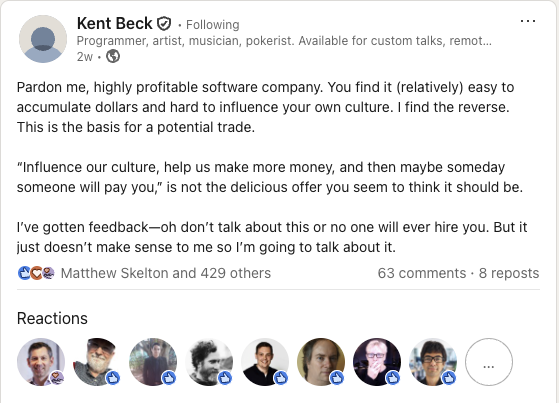 Kent Beck · Following
Programmer, artist, musician, pokerist. Available for custom talks, remot...
2w ·
Pardon me, highly profitable software company. You find it (relatively) easy to
accumulate dollars and hard to influence your own culture. I find the reverse.
This is the basis for a potential trade.
“Influence our culture, help us make more money, and then maybe someday
someone will pay you,” is not the delicious offer you seem to think it should be.
I’ve gotten feedback—oh don’t talk about this or no one will ever hire you. But it
just doesn’t make sense to me so I’m going to talk about it.
Matthew Skelton and 429 others 63 comments · 8 reposts
Reactions
...